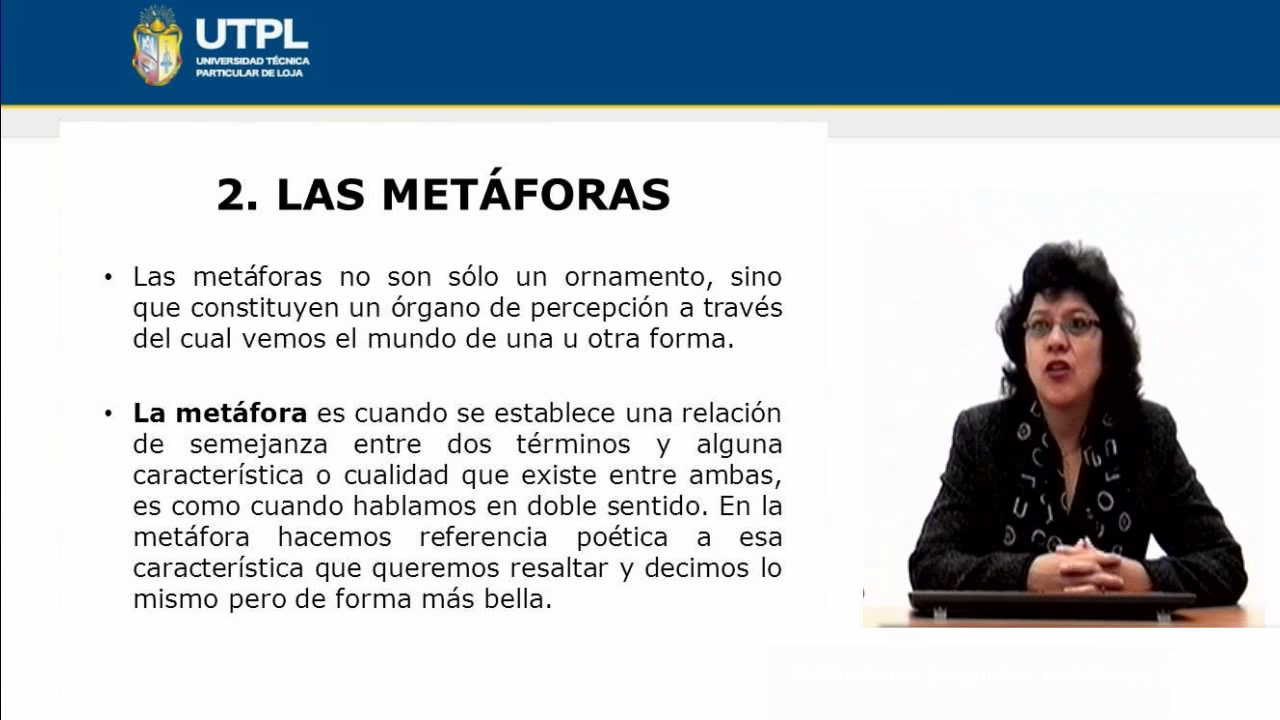 UTPL
UNIVERSIDAD TÉCNICA
PARTICULAR DE LOJA
2. LAS METÁFORAS
• Las metáforas no son sólo un ornamento, sino
que constituyen un órgano de percepción a través
del cual vemos el mundo de una u otra forma.
• La metáfora es cuando se establece una relación
de semejanza entre dos términos y alguna
característica o cualidad que existe entre ambas,
es como cuando hablamos en doble sentido. En la
metáfora hacemos referencia poética a esa
característica que queremos resaltar y decimos lo
mismo pero de forma más bella.